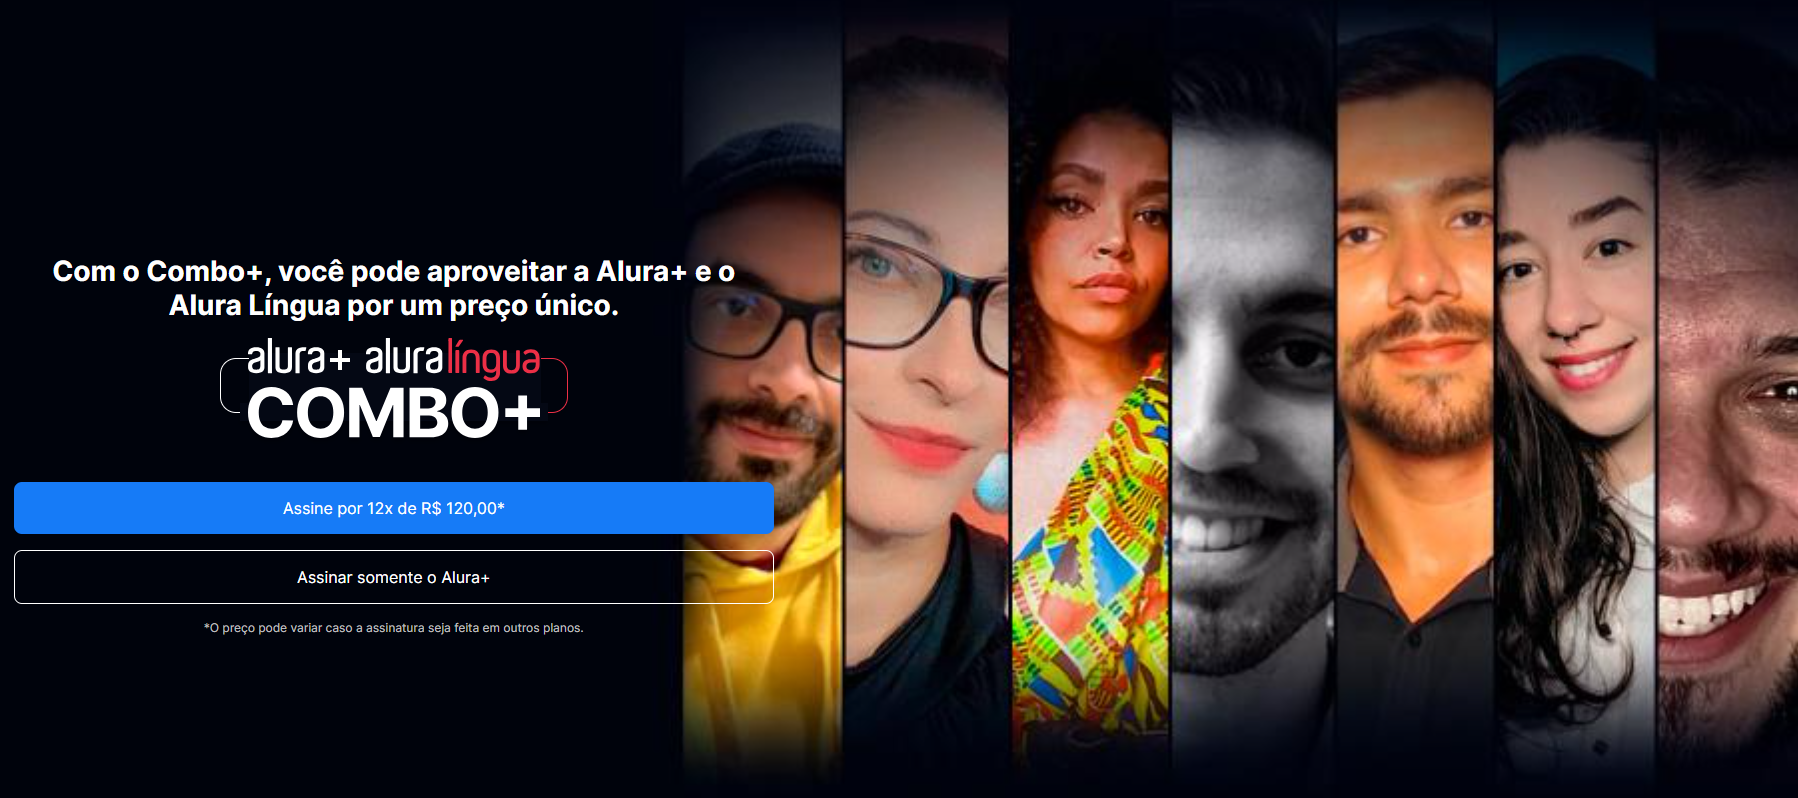 Com o Combo+, você pode aproveitar a Alura+ e o
Alura Língua por um preço único.
alura+ aluralíngua
COMBO+
Assine por 12x de R$ 120,00*
Assinar somente o Alura+
*O preço pode variar caso a assinatura seja feita em outros planos.